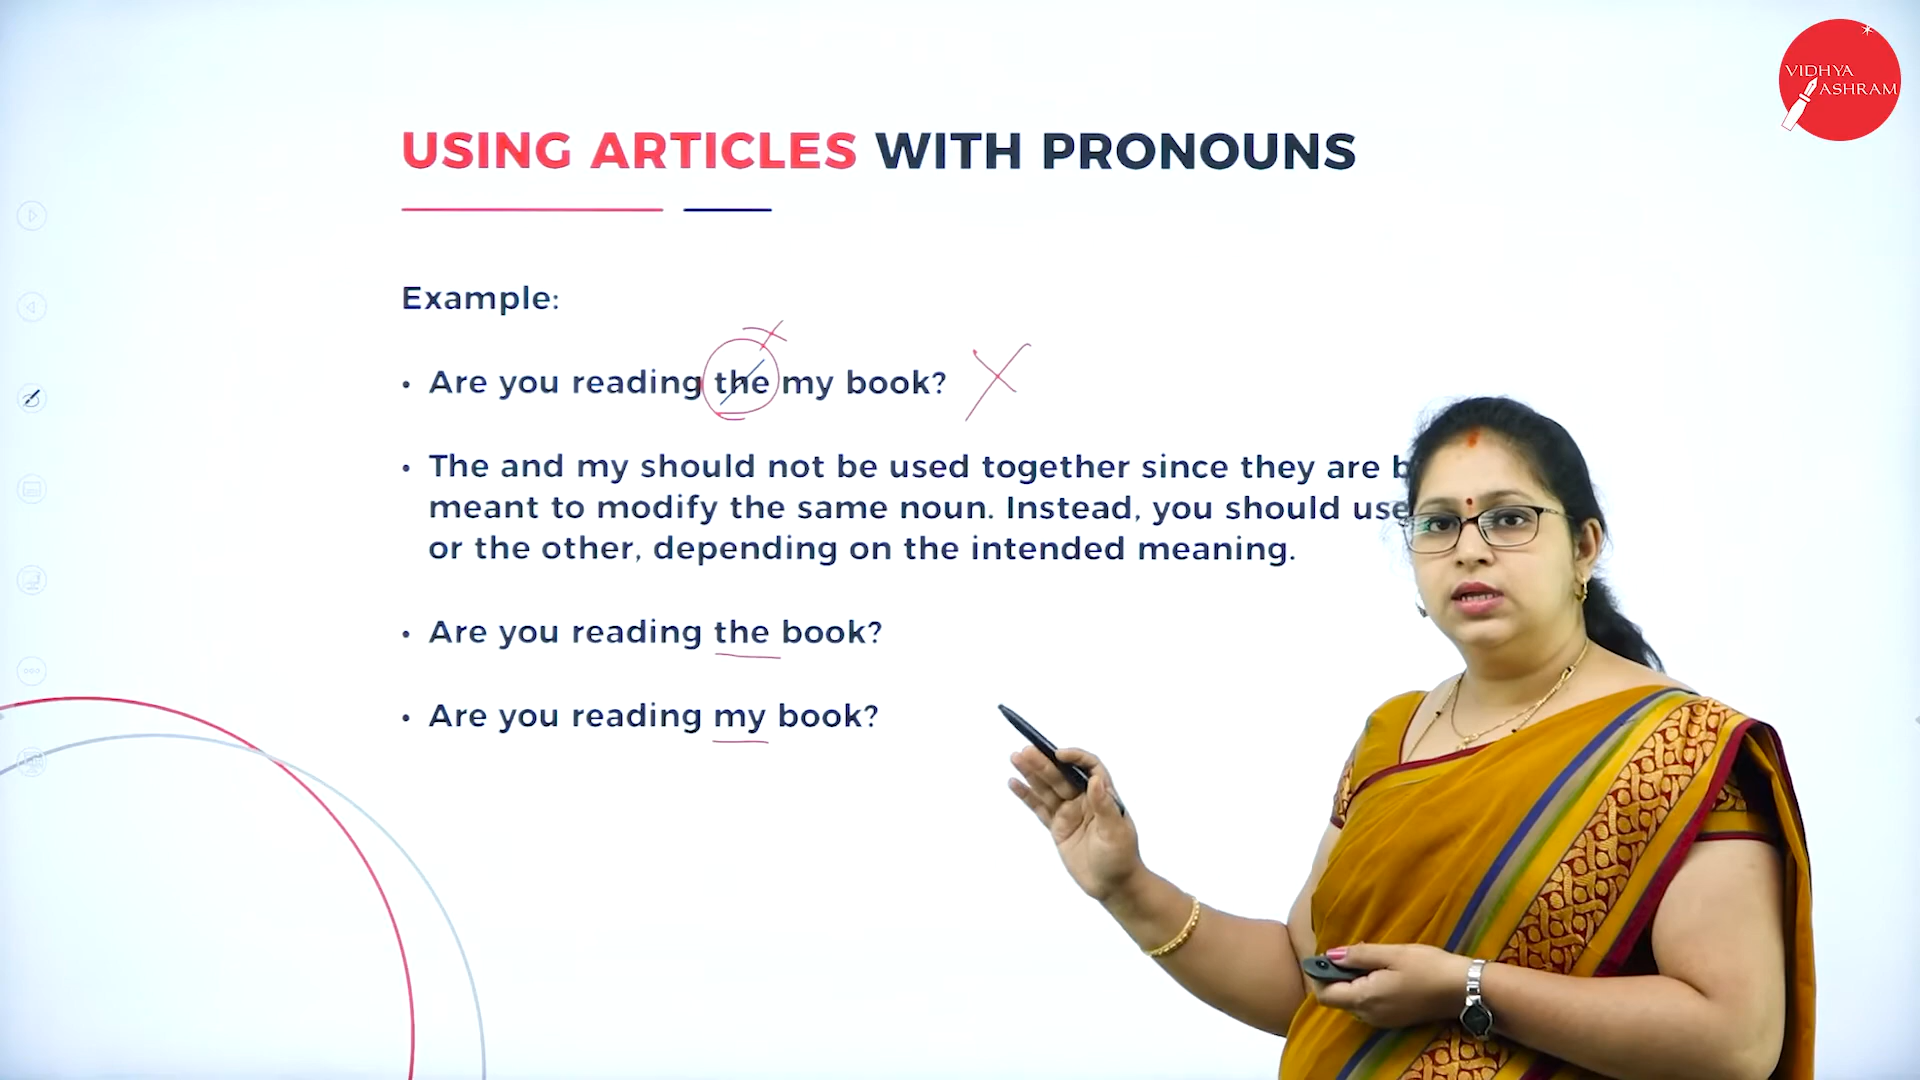 VIDHYA
ASHRAM
USING ARTICLES WITH PRONOUNS
Example:
• Are you reading the my book?
• The and my should not be used together since they are
meant to modify the same noun. Instead, you should use
or the other, depending on the intended meaning.
• Are you reading the book?
• Are you reading my book?